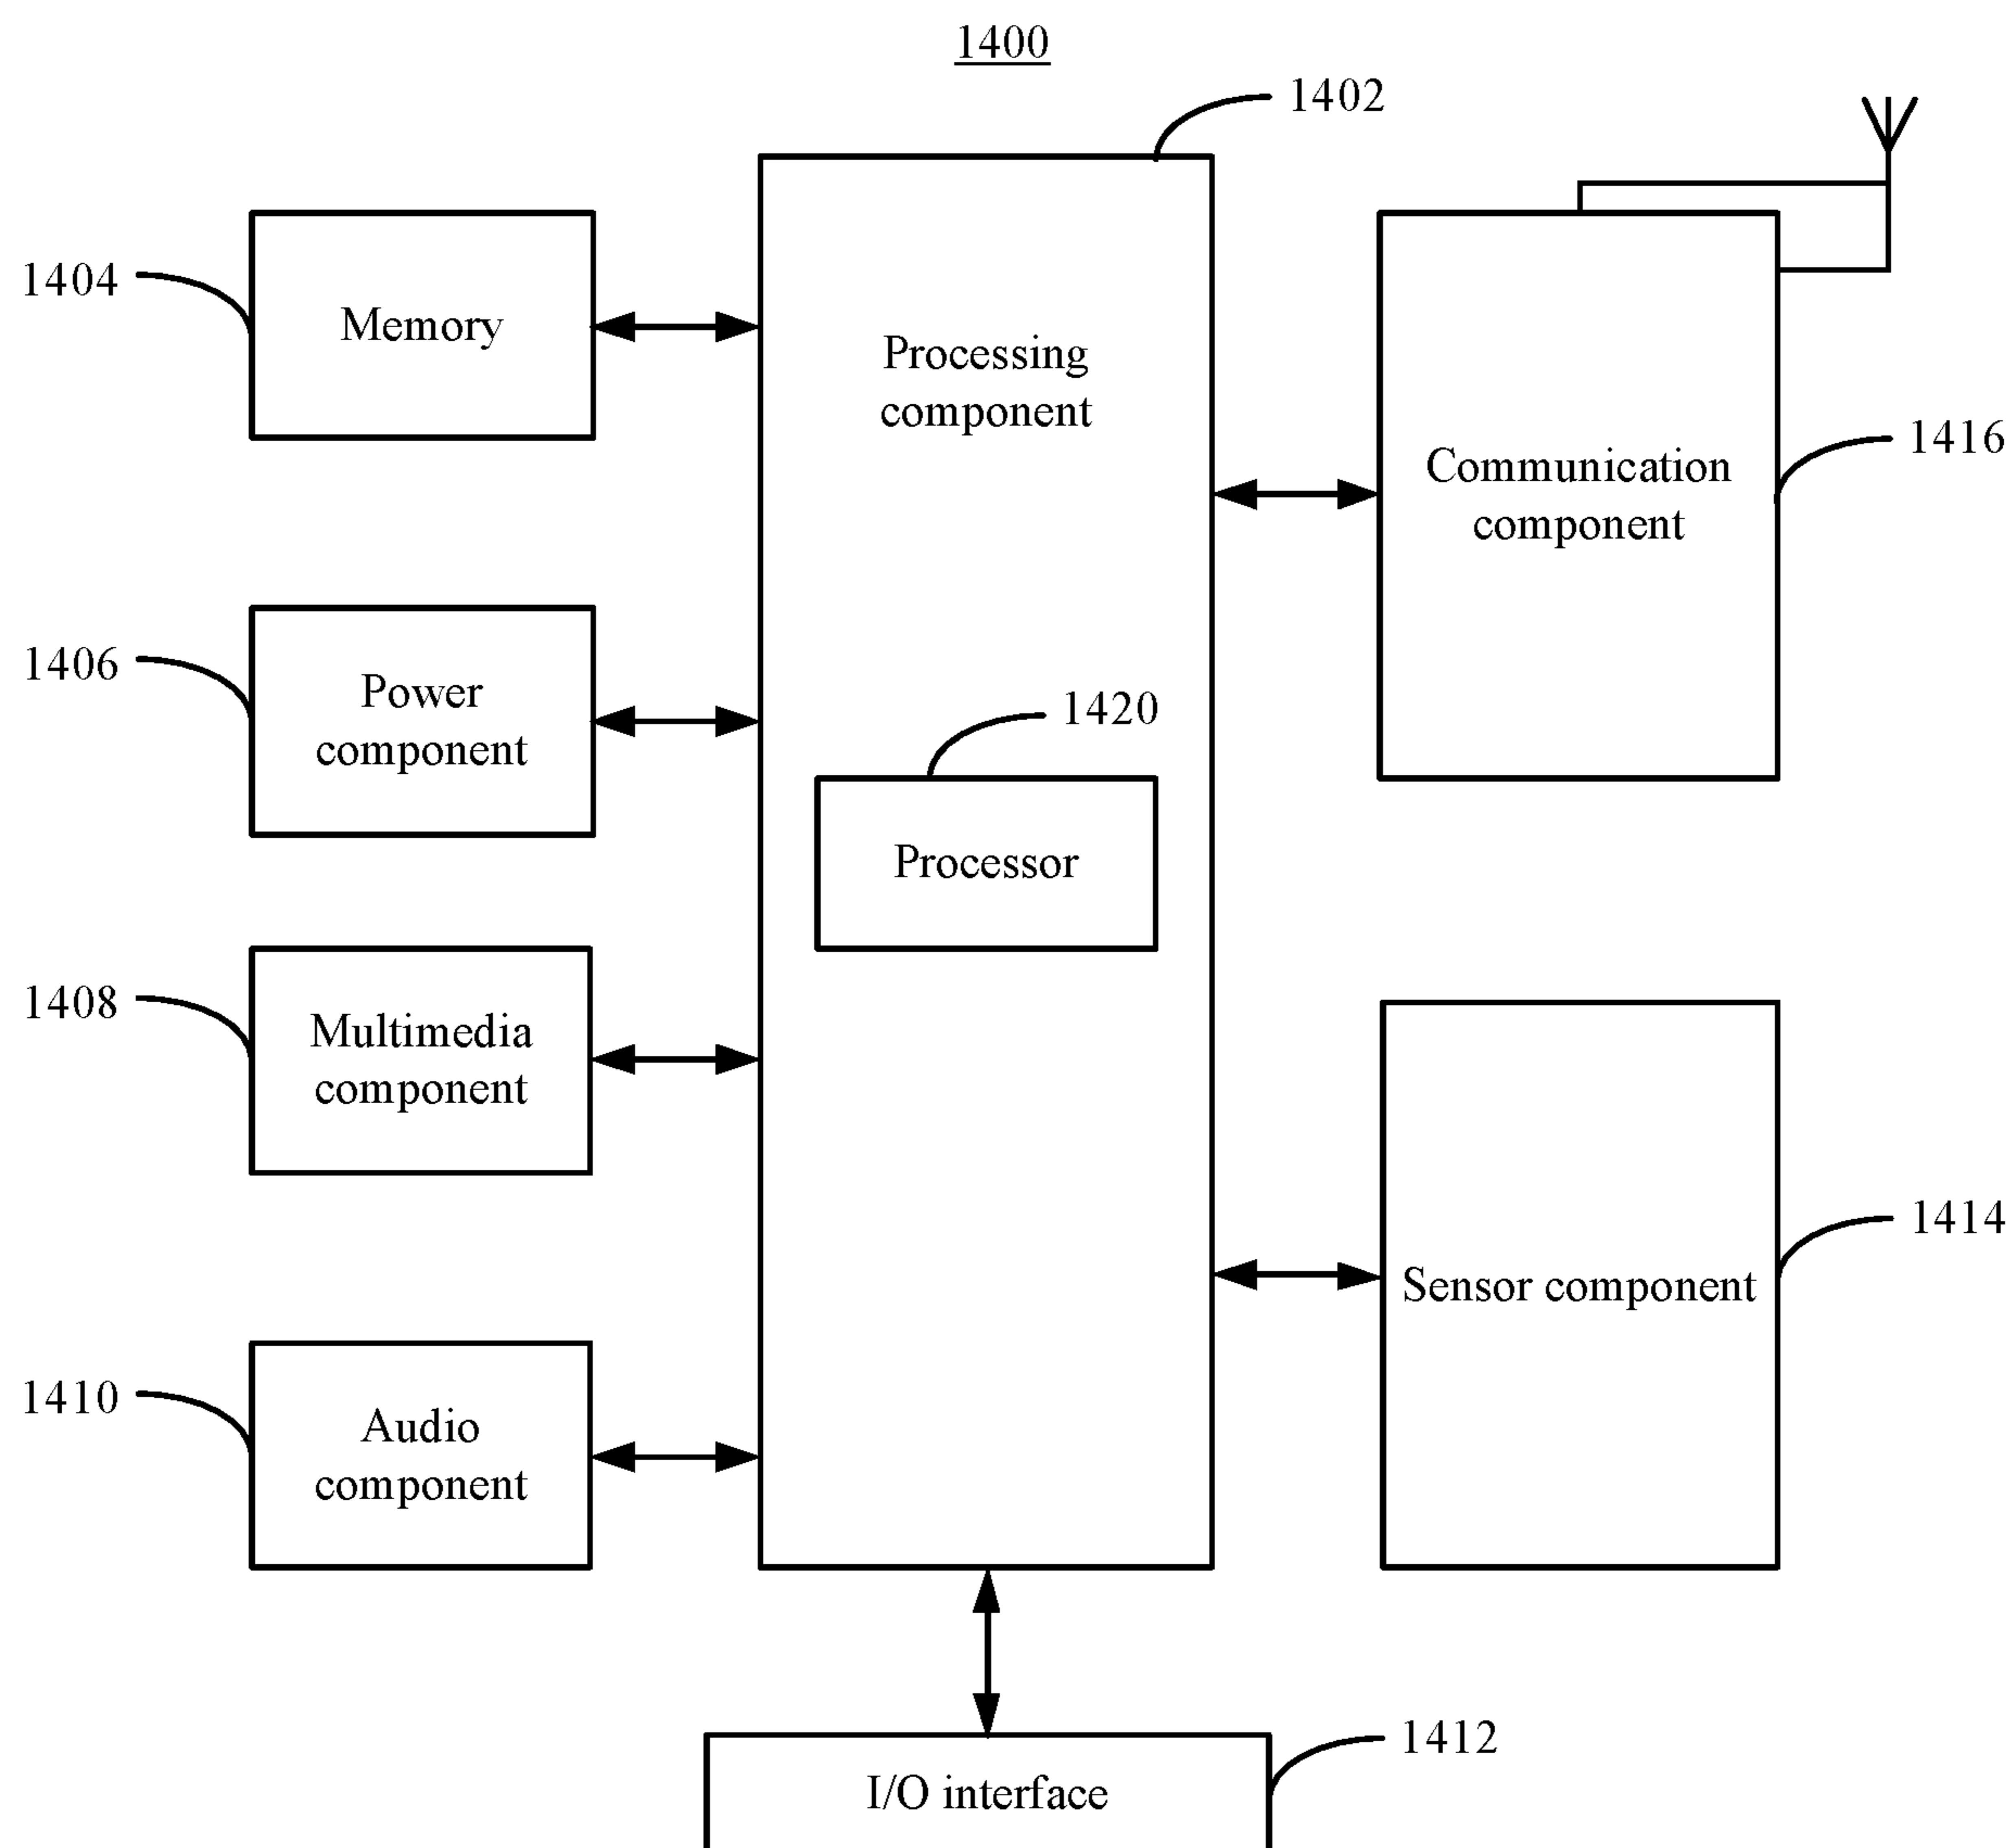 1400
1402
1404
Memory
Processing
component
Communication
component
1416
1406
Power
component
1420
Processor
1408
Multimedia
component
1414
Sensor component
1410
Audio
component
1412
I/O interface